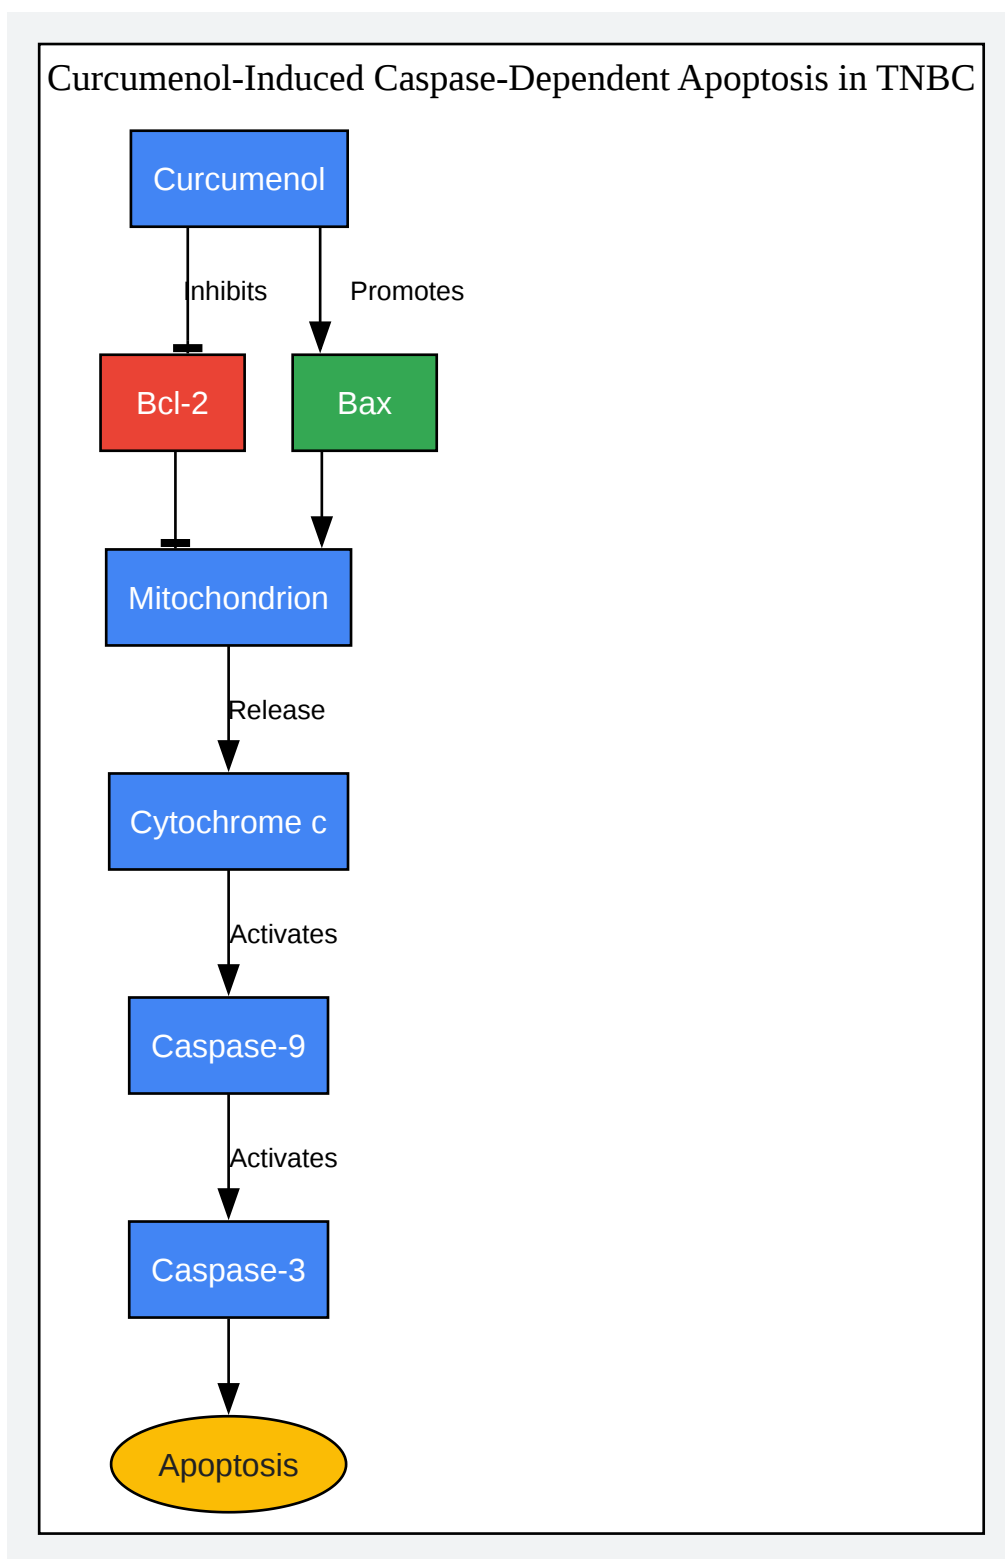 Curcumenol-Induced Caspase-Dependent Apoptosis in TNBC
Curcumenol
Inhibits
Promotes
Bcl-2
Bax
Mitochondrion
Release
Cytochrome c
Activates
Caspase-9
Activates
Caspase-3
Apoptosis